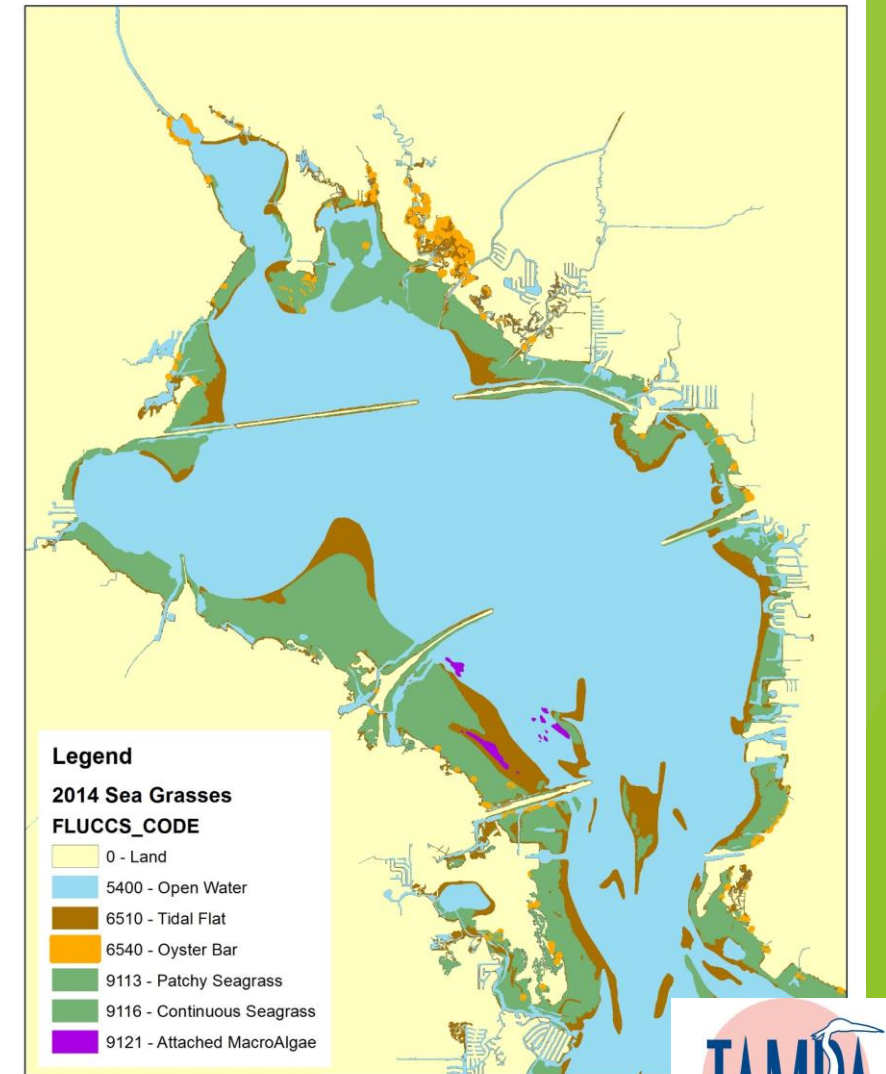 Legend
2014 Sea Grasses
FLUCCS_CODE
0 - Land
5400 - Open Water
6510 - Tidal Flat
6540 - Oyster Bar
9113 - Patchy Seagrass
9116 - Continuous Seagrass
9121 - Attached MacroAlgae
TAMPA